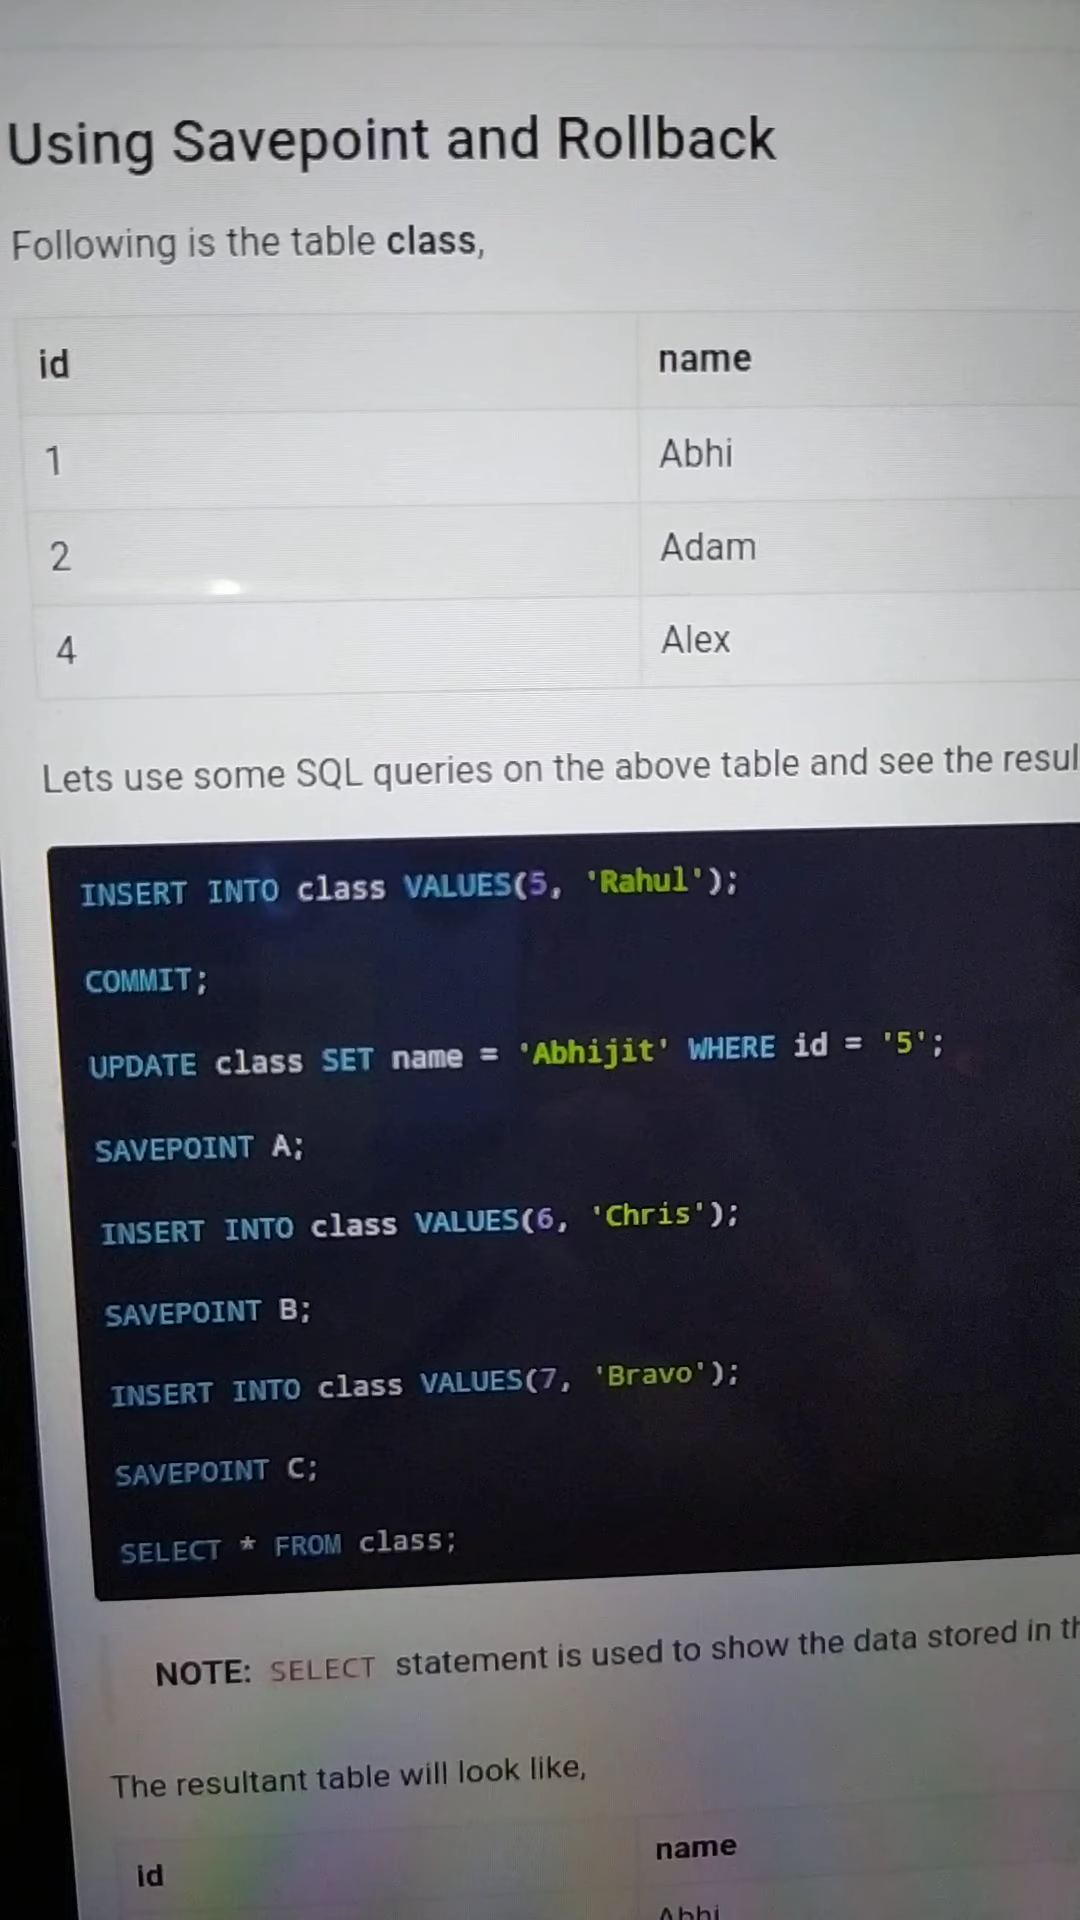 Using Savepoint and Rollback
Following is the table class,
id name
1 Abhi
2 Adam
4 Alex
Lets use some SQL queries on the above table and see the resul
INSERT INTO class VALUES(5, 'Rahul');
COMMIT;
UPDATE class SET name = 'Abhijit' WHERE id = '5';
SAVEPOINT A;
INSERT INTO class VALUES(6, 'Chris');
SAVEPOINT B;
INSERT INTO class VALUES(7, 'Bravo');
SAVEPOINT C;
SELECT * FROM class;
NOTE: SELECT statement is used to show the data stored in th
The resultant table will look like,
id name
Abhi